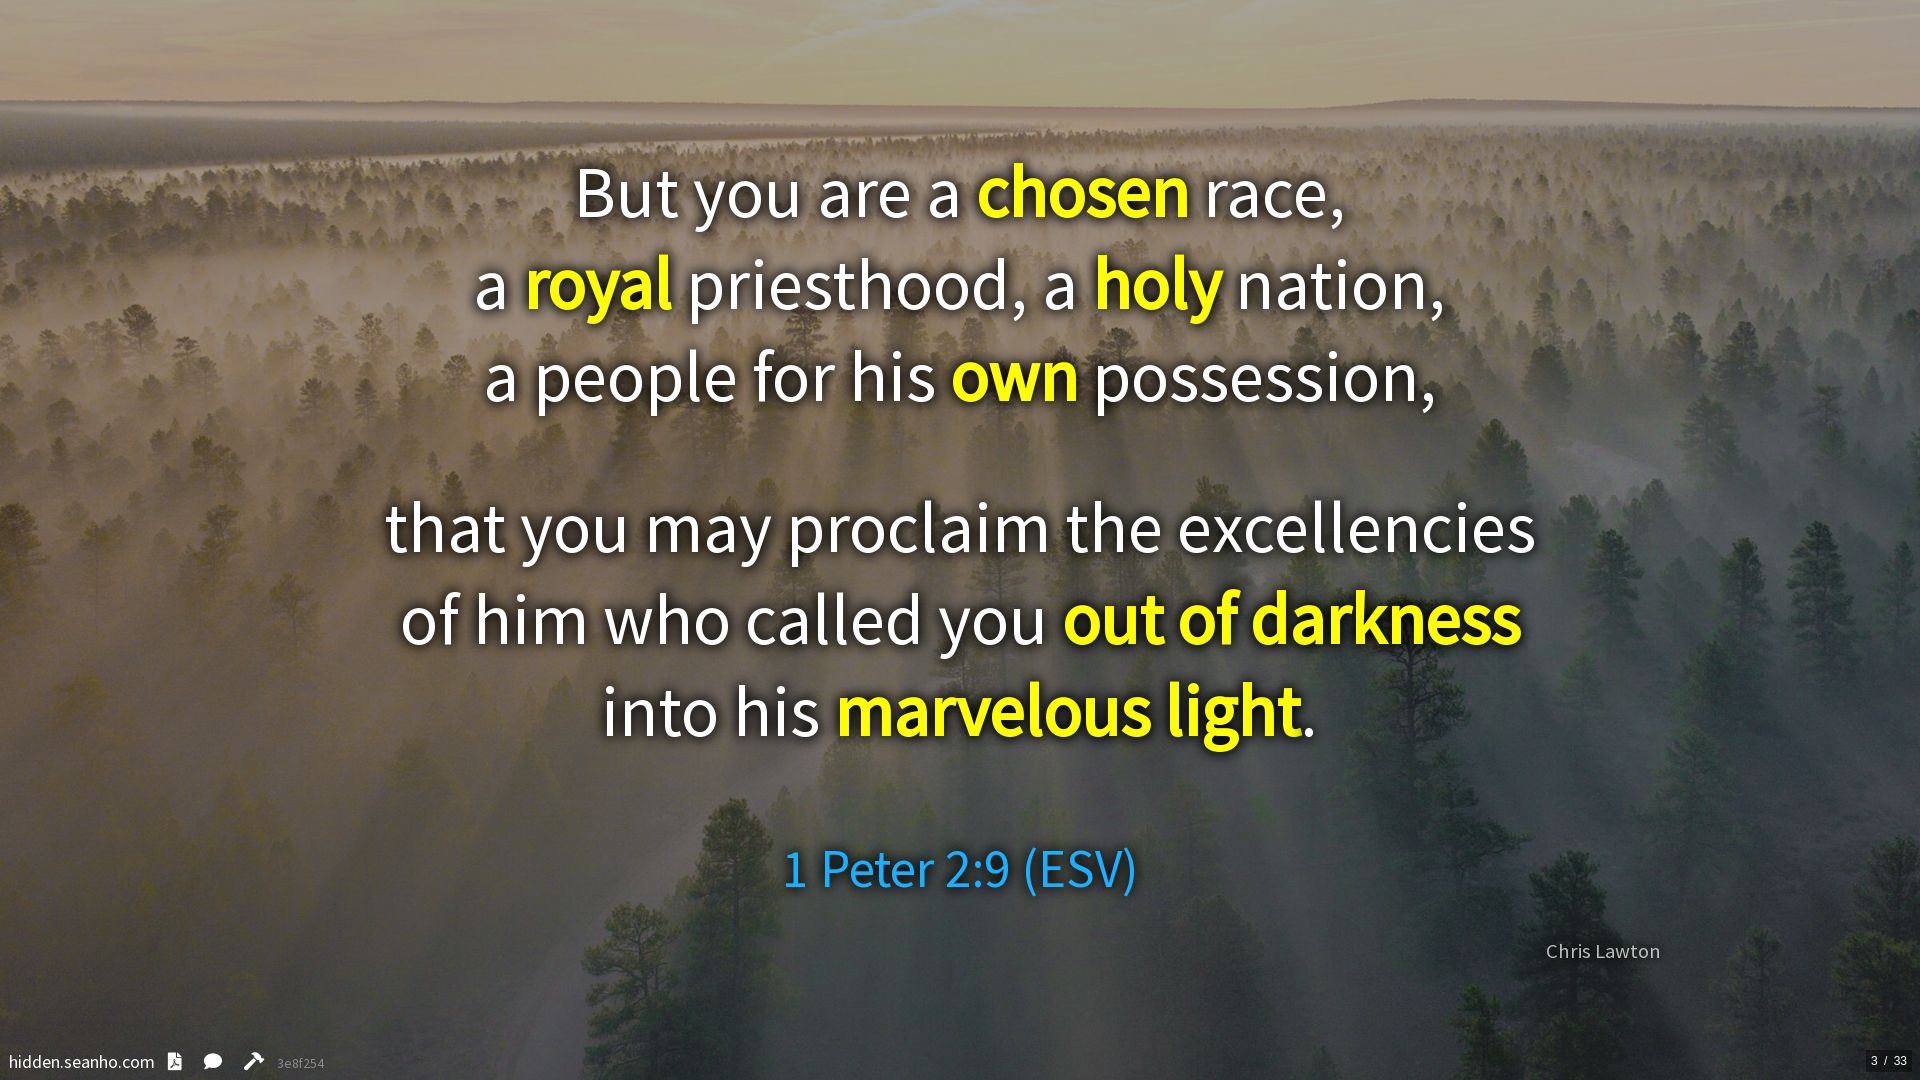 But you are a chosen race,
a royal priesthood, a holy nation,
a people for his own possession,
that you may proclaim the excellencies
of him who called you out of darkness
into his marvelous light.
1 Peter 2:9 (ESV)
Chris Lawton
hidden.seanho.com 3e8f254
3 / 33